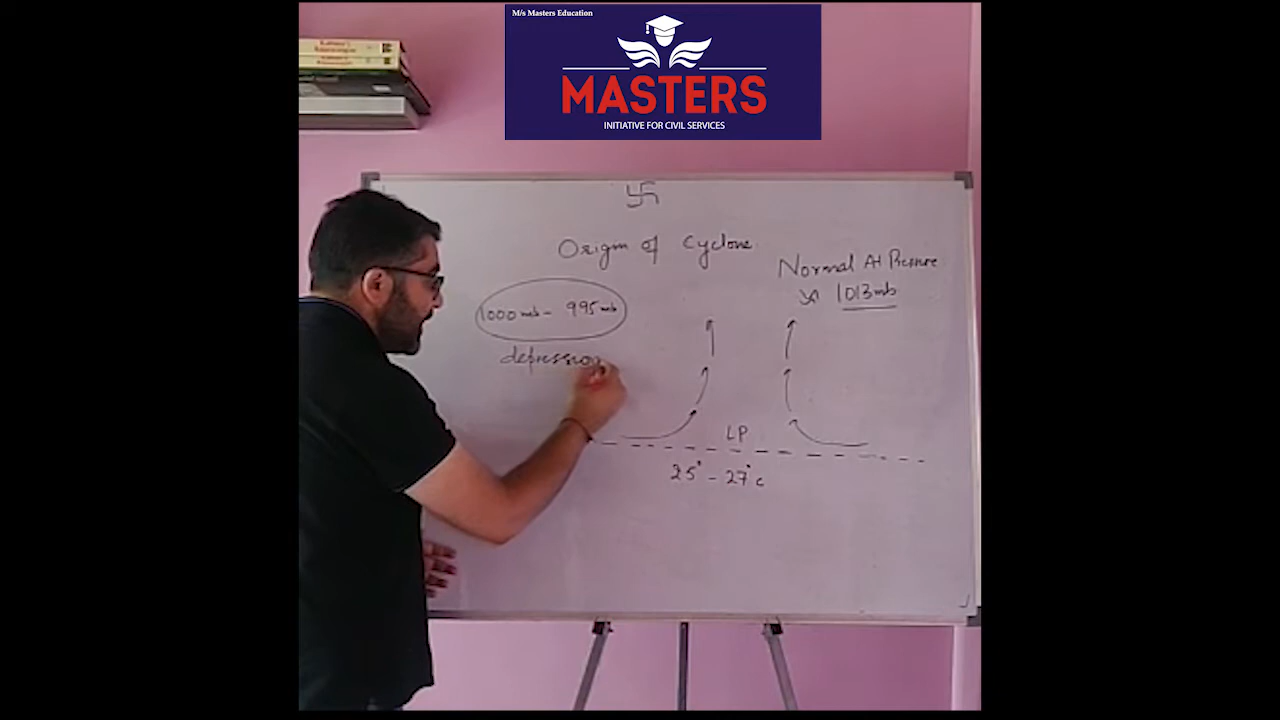 M/s Masters Education
MASTERS
INITIATIVE FOR CIVIL SERVICES
Origin of Cyclone
Normal At Pressure
1013mb
1000mb - 995mb
depression
LP
25° - 27°c